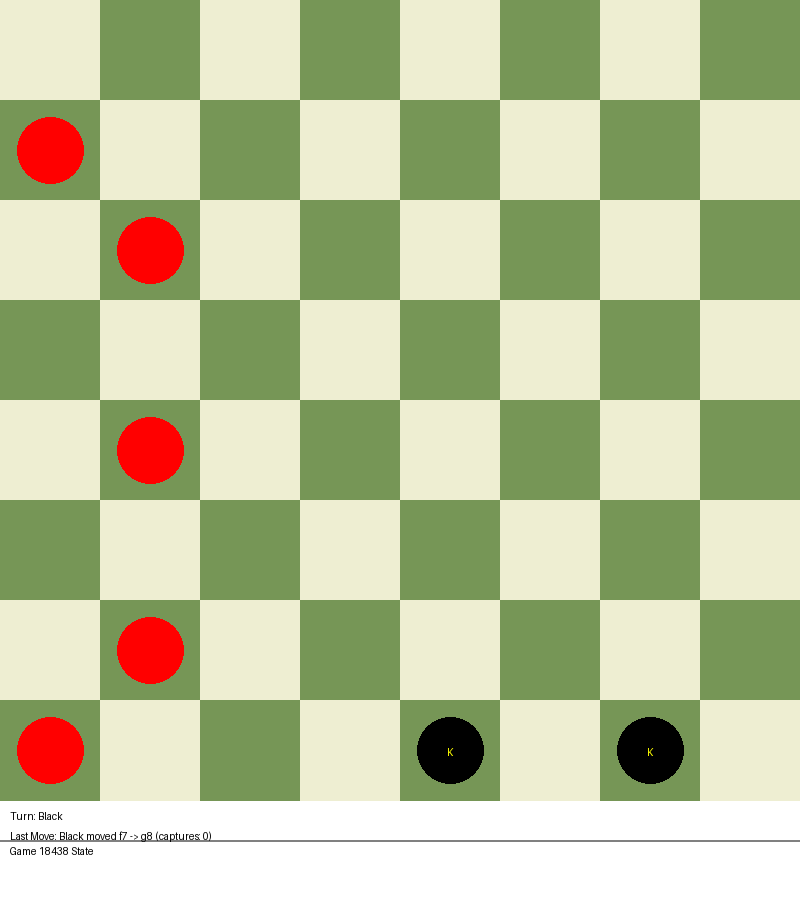 K
K
Turn: Black
Last Move: Black moved f7 -> g8 (captures: 0)
Game 18438 State